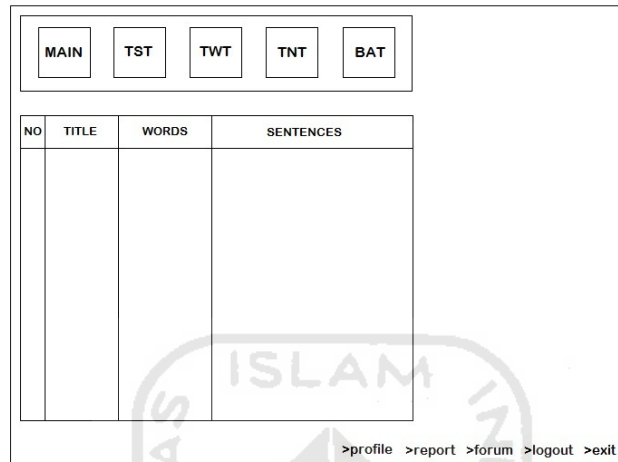 MAIN TST TWT TNT BAT
NO TITLE WORDS SENTENCES
ISLAM
>profile >report >forum >logout >exit